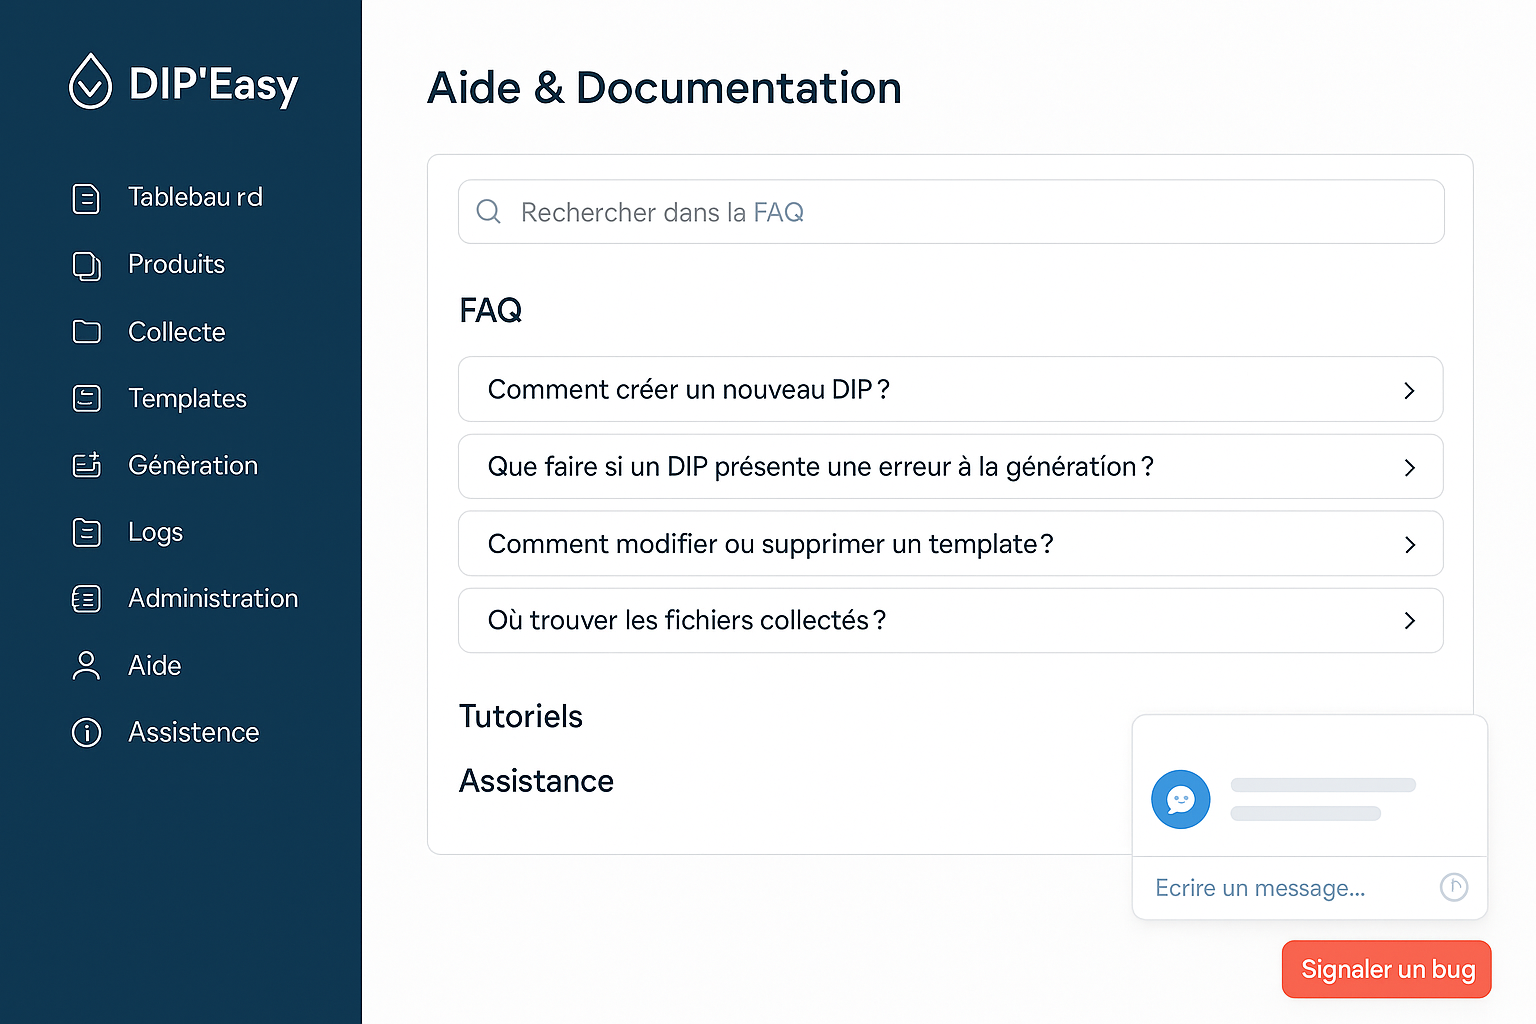 DIP'Easy
Tablebau rd
Produits
Collecte
Templates
Génèration
Logs
Administration
Aide
Assistence
Aide & Documentation
Rechercher dans la FAQ
FAQ
Comment créer un nouveau DIP ?
Que faire si un DIP présente une erreur à la génératíon ?
Comment modifier ou supprimer un template ?
Où trouver les fichiers collectés ?
Tutoriels
Assistance
Ecrire un message...
Signaler un bug